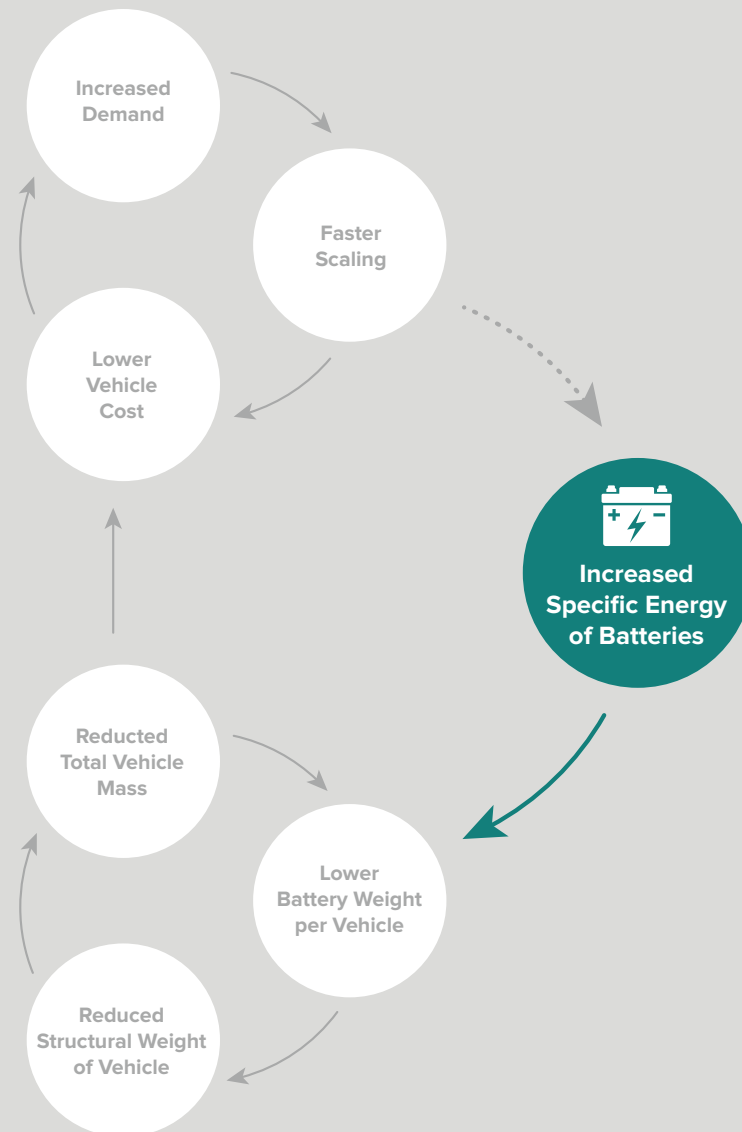 Increased
Demand
Faster
Scaling
Lower
Vehicle
Cost
Increased
Specific Energy
of Batteries
Reducted
Total Vehicle
Mass
Lower
Battery Weight
per Vehicle
Reduced
Structural Weight
of Vehicle